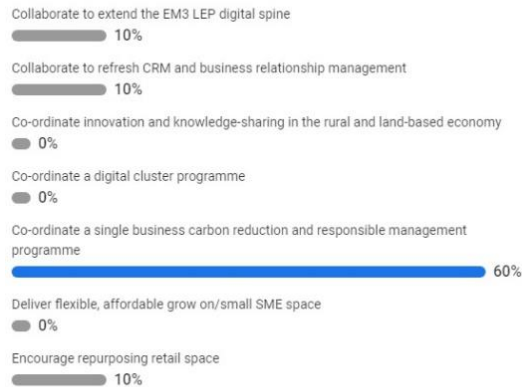 Collaborate to extend the EM3 LEP digital spine
10%
Collaborate to refresh CRM and business relationship management
10%
Co-ordinate innovation and knowledge-sharing in the rural and land-based economy
0%
Co-ordinate a digital cluster programme
0%
Co-ordinate a single business carbon reduction and responsible management
programme
60%
Deliver flexible, affordable grow on/small SME space
0%
Encourage repurposing retail space
10%